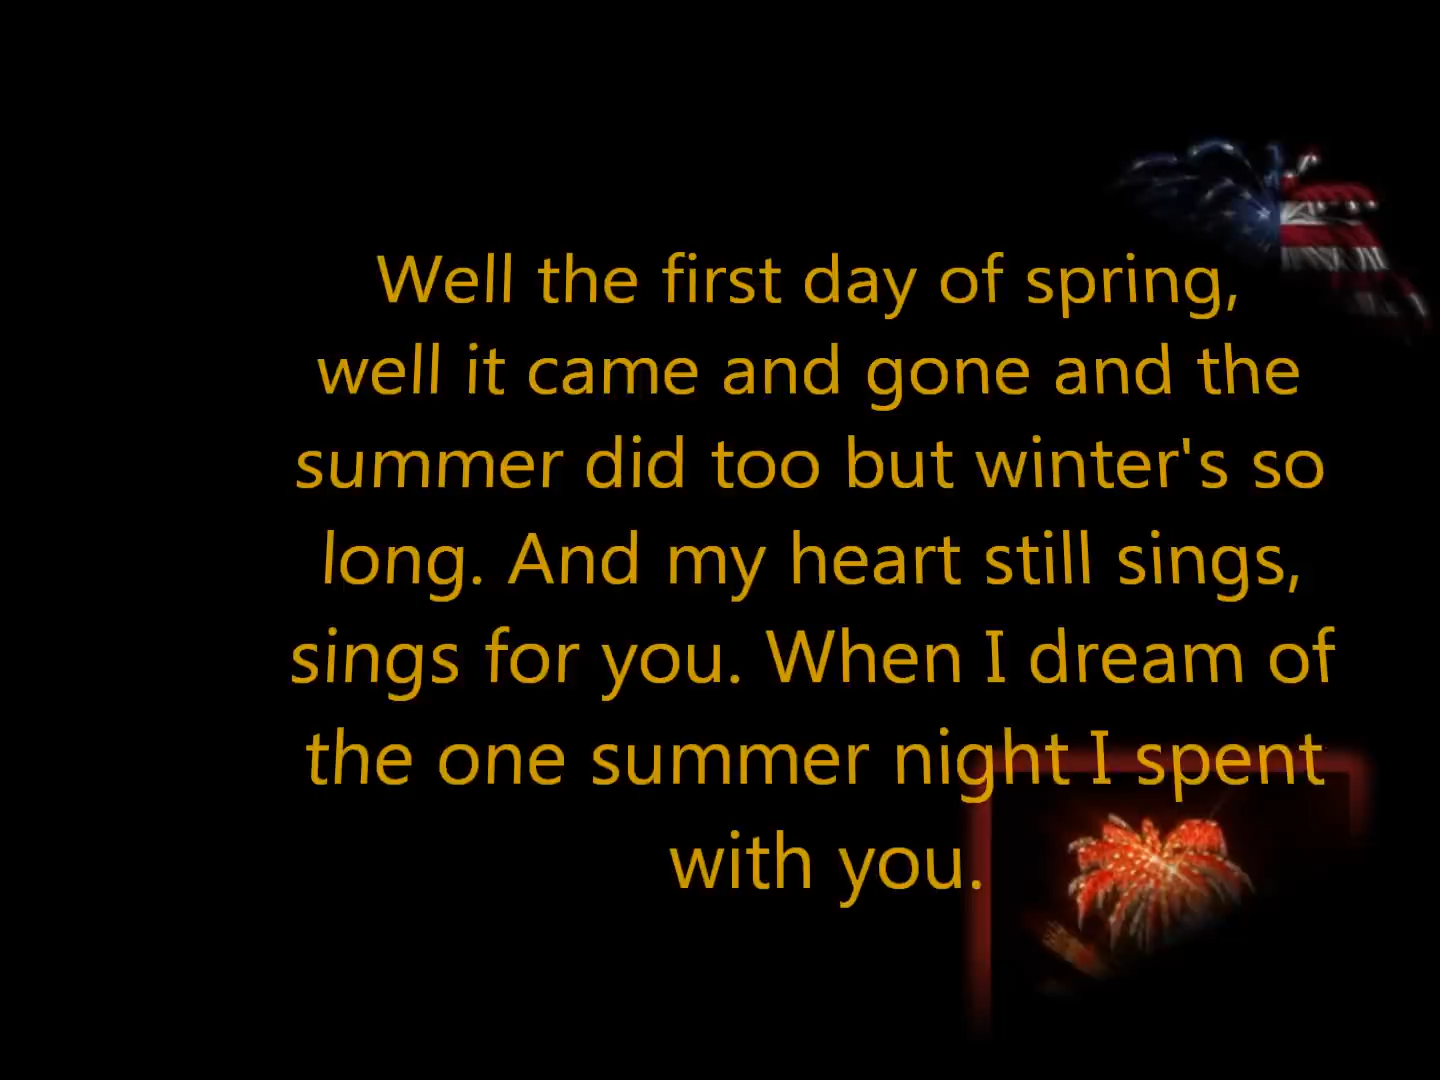 Well the first day of spring,
well it came and gone and the
summer did too but winter's so
long. And my heart still sings,
sings for you. When I dream of
the one summer night I spent
with you.